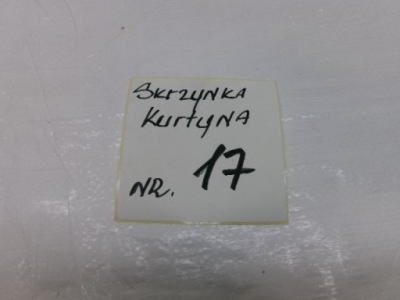 Skrzynka
Kurtyna
NR. 17